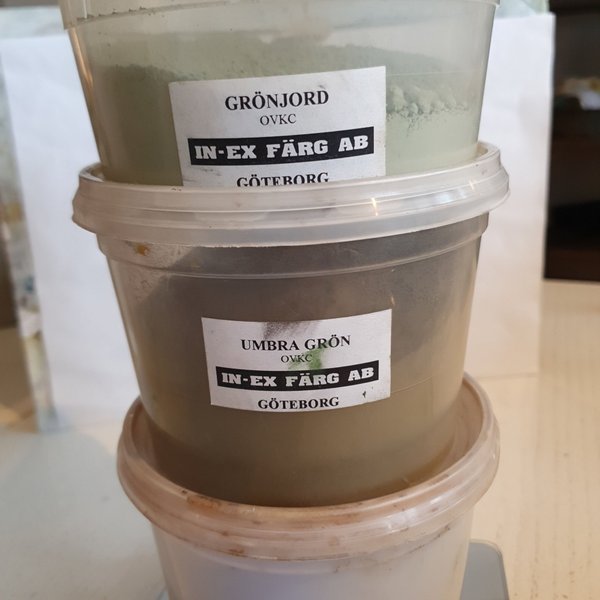 GRÖNJORD
OVKC
IN-EX FÄRG AB
GÖTEBORG
UMBRA GRÖN
OVKC
IN-EX FÄRG AB
GÖTEBORG